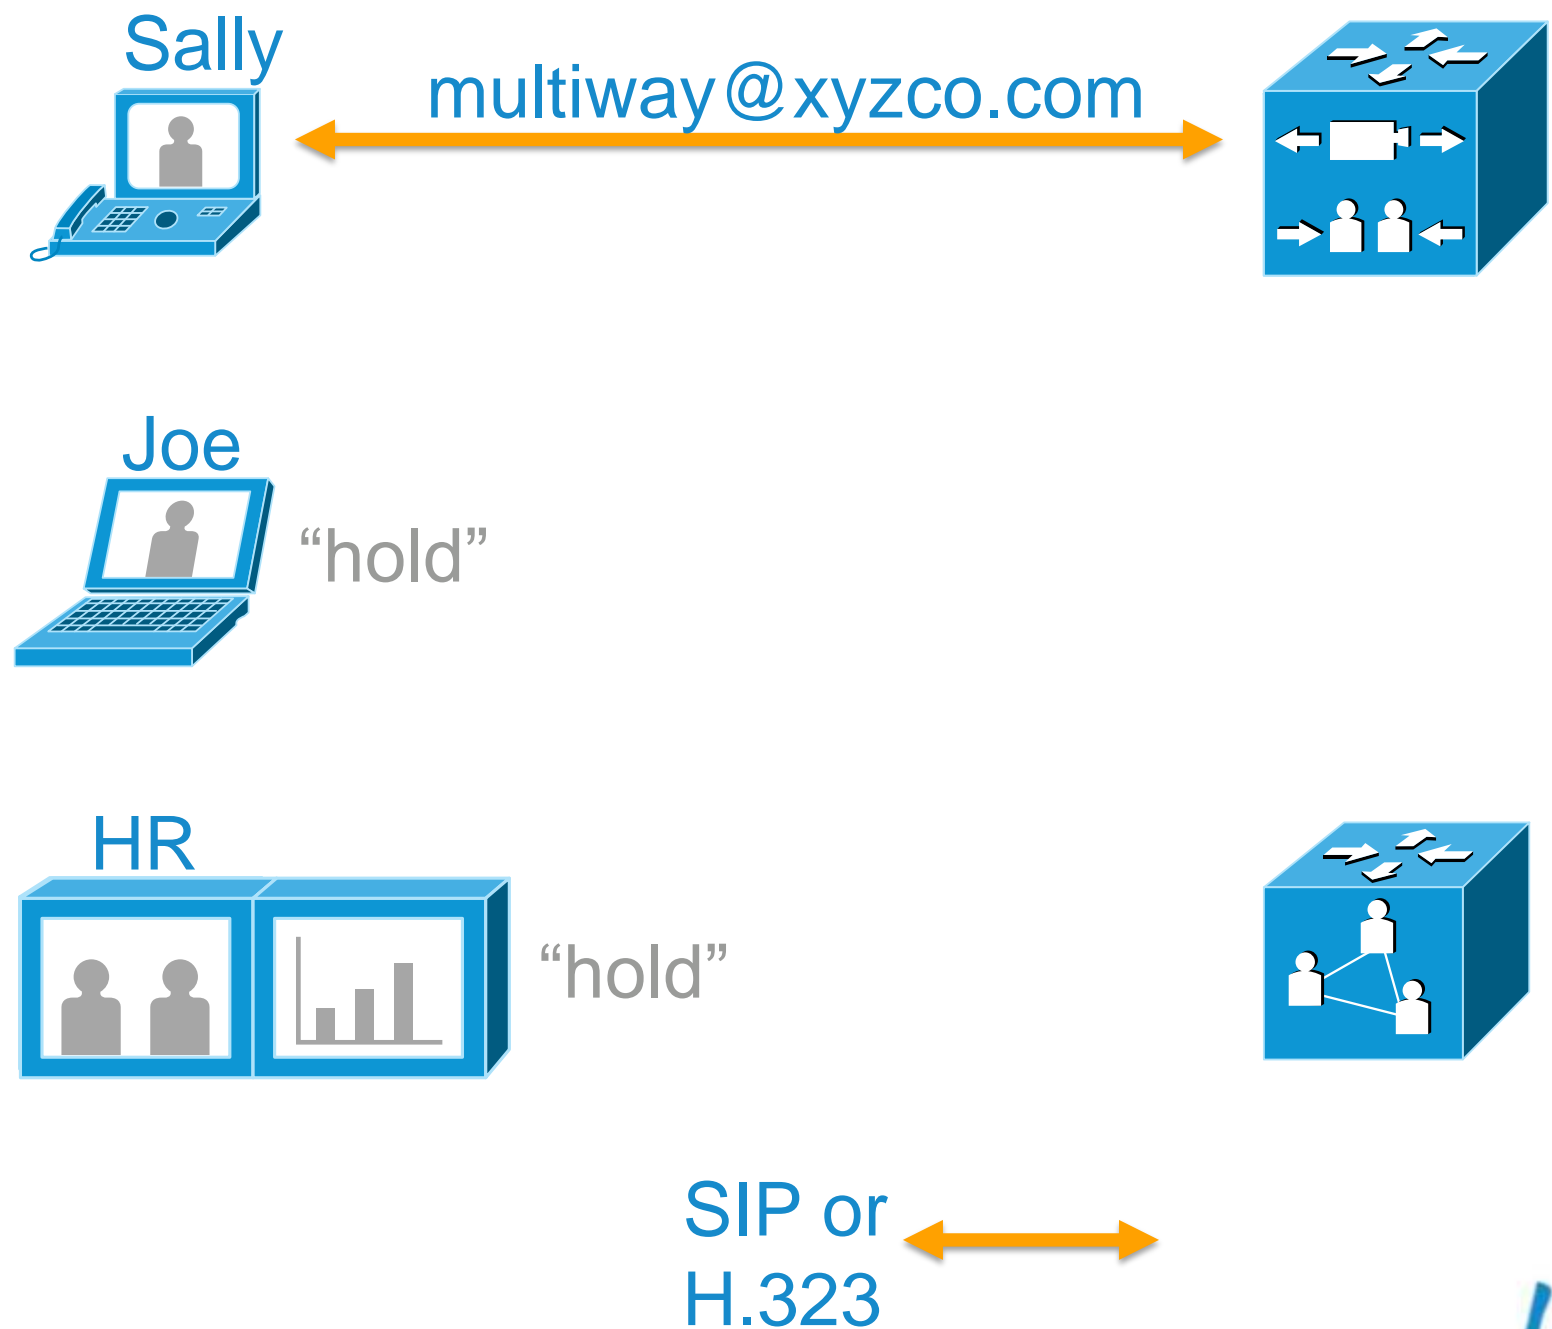 Sally
multiway@xyzco.com
Joe
“hold”
HR
“hold”
SIP or
H.323